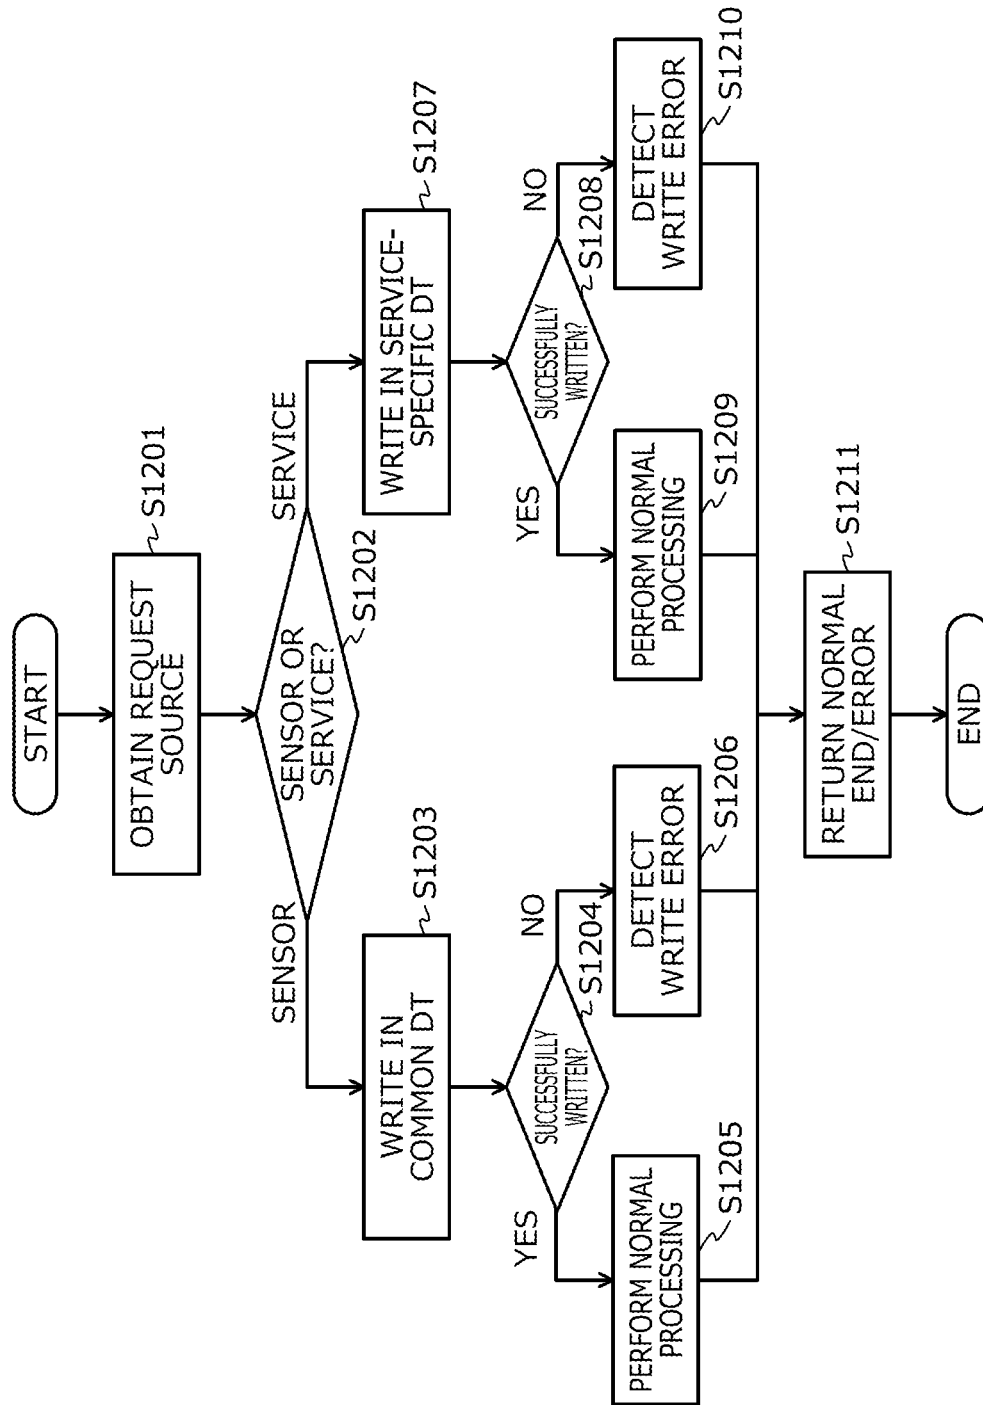 START
OBTAIN REQUEST
SOURCE
S1201
SENSOR OR
SERVICE?
S1202
SENSOR
SERVICE
WRITE IN
COMMON DT
S1203
WRITE IN SERVICE-
SPECIFIC DT
S1207
SUCCESSFULLY
WRITTEN?
S1204
YES
NO
SUCCESSFULLY
WRITTEN?
S1208
YES
NO
PERFORM NORMAL
PROCESSING
S1205
DETECT
WRITE ERROR
S1206
PERFORM NORMAL
PROCESSING
S1209
DETECT
WRITE ERROR
S1210
RETURN NORMAL
END/ERROR
S1211
END